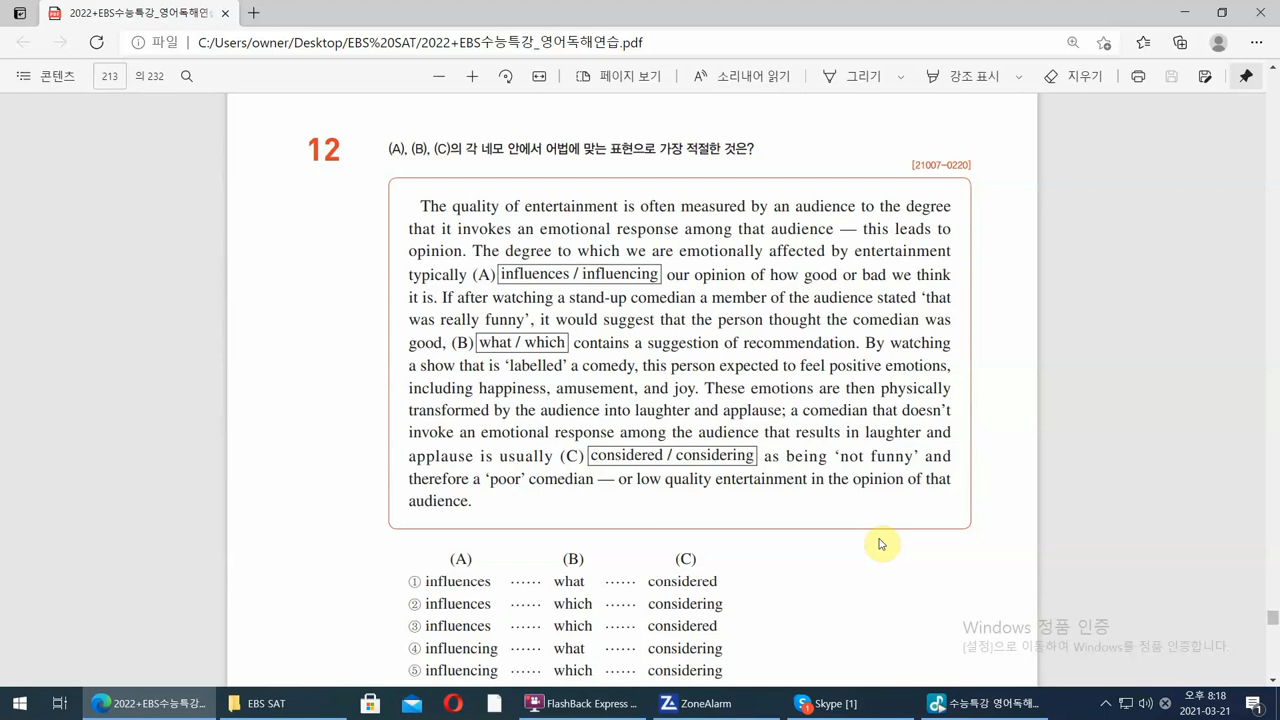 2022+EBS수능특강_영어독해연습
파일 C:/Users/owner/Desktop/EBS%20SAT/2022+EBS수능특강_영어독해연습.pdf
콘텐츠 213 의 232 페이지 보기 소리내어 읽기 그리기 강조 표시 지우기
12 (A), (B), (C)의 각 네모 안에서 어법에 맞는 표현으로 가장 적절한 것은?
[21007-0220]
The quality of entertainment is often measured by an audience to the degree
that it invokes an emotional response among that audience — this leads to
opinion. The degree to which we are emotionally affected by entertainment
typically (A) influences / influencing our opinion of how good or bad we think
it is. If after watching a stand-up comedian a member of the audience stated ‘that
was really funny’, it would suggest that the person thought the comedian was
good, (B) what / which contains a suggestion of recommendation. By watching
a show that is ‘labelled’ a comedy, this person expected to feel positive emotions,
including happiness, amusement, and joy. These emotions are then physically
transformed by the audience into laughter and applause; a comedian that doesn’t
invoke an emotional response among the audience that results in laughter and
applause is usually (C) considered / considering as being ‘not funny’ and
therefore a ‘poor’ comedian — or low quality entertainment in the opinion of that
audience.
(A) (B) (C)
① influences ······ what ······ considered
② influences ······ which ······ considering
③ influences ······ which ······ considered
④ influencing ······ what ······ considering
⑤ influencing ······ which ······ considering
Windows 정품 인증
[설정]으로 이동하여 Windows를 정품 인증합니다.
2022+EBS수능특강_... EBS SAT FlashBack Express ... ZoneAlarm Skype [1] 수능특강 영어독해... 오후 8:18
2021-03-21